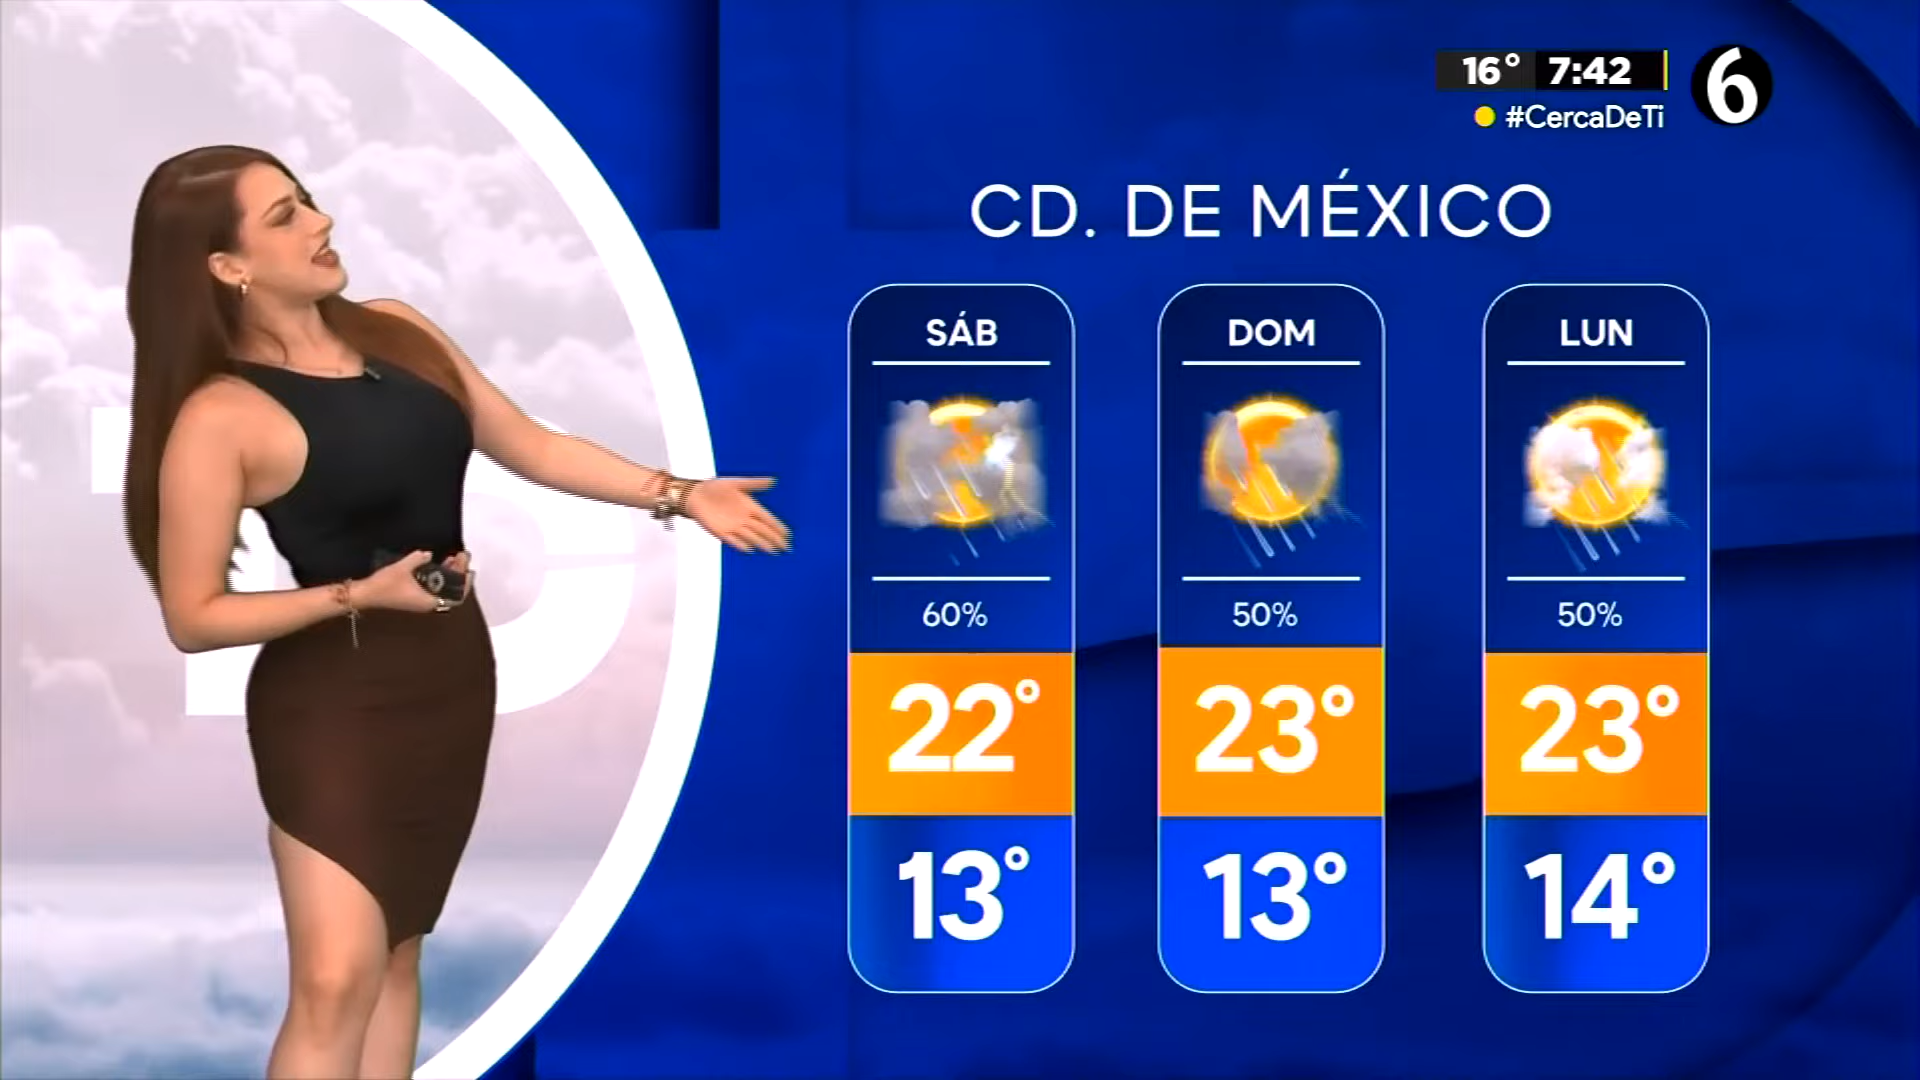 16° 7:42
6
#CercaDeTi
CD. DE MÉXICO
SÁB
60%
22°
13°
DOM
50%
23°
13°
LUN
50%
23°
14°